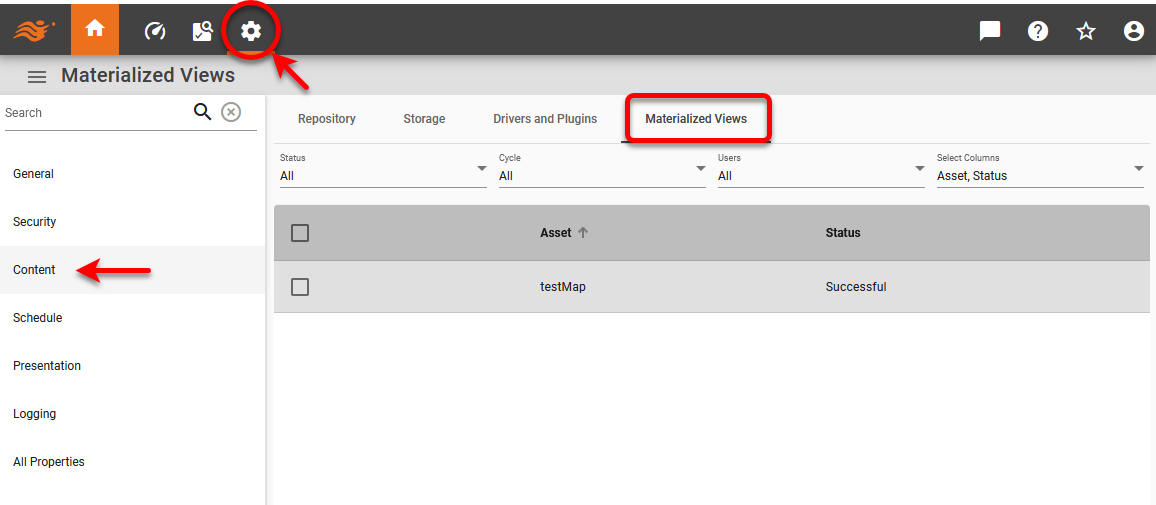 Materialized Views
Search
General
Security
Content
Schedule
Presentation
Logging
All Properties
Repository Storage Drivers and Plugins Materialized Views
Status Cycle Users Select Columns
All All All Asset, Status
Asset Status
testMap Successful